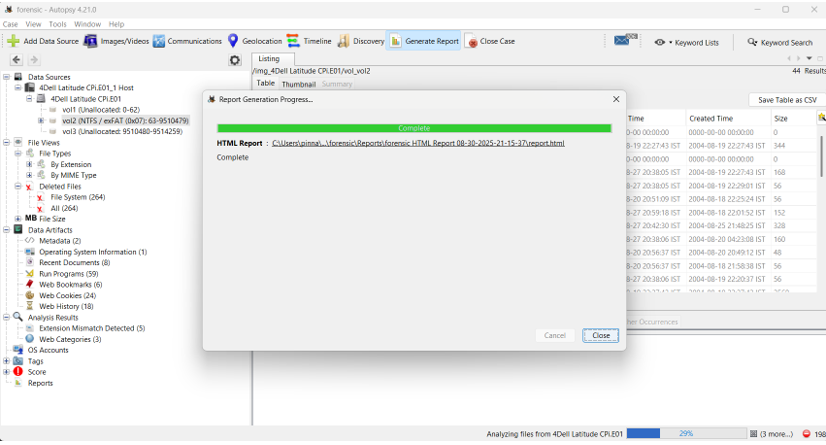 forensic - Autopsy 4.21.0
Case View Tools Window Help
Add Data Source Images/Videos Communications Geolocation Timeline Discovery Generate Report Close Case Keyword Lists Keyword Search
Listing
/img_4Dell Latitude CPi.E01/vol_vol2
44 Results
Table Thumbnail Summary
Save Table as CSV
Data Sources
4Dell Latitude CPi.E01_1 Host
4Dell Latitude CPi.E01
vol1 (Unallocated: 0-62)
vol2 (NTFS / exFAT (0x07): 63-9510479)
vol3 (Unallocated: 9510480-9514259)
File Views
File Types
By Extension
By MIME Type
Deleted Files
File System (264)
All (264)
MB File Size
Data Artifacts
Metadata (2)
Operating System Information (1)
Recent Documents (8)
Run Programs (59)
Web Bookmarks (6)
Web Cookies (24)
Web History (18)
Analysis Results
Extension Mismatch Detected (5)
Web Categories (3)
OS Accounts
Tags
Score
Reports
Report Generation Progress...
Complete
HTML Report : C:\Users\pinna\...\forensic\Reports\forensic HTML Report 08-30-2025-21-15-37\report.html
Complete
Cancel Close
Time Created Time Size
0-00 00:00:00 0000-00-00 00:00:00 0
8-19 22:27:43 IST 2004-08-19 22:27:43 IST 344
0-00 00:00:00 0000-00-00 00:00:00 0
8-27 20:38:05 IST 2004-08-19 22:27:43 IST 168
8-27 20:38:05 IST 2004-08-19 22:29:01 IST 56
8-20 20:51:09 IST 2004-08-18 22:25:24 IST 56
8-27 20:59:18 IST 2004-08-18 22:01:52 IST 152
8-27 20:42:30 IST 2004-08-25 21:48:25 IST 328
8-27 20:38:06 IST 2004-08-20 04:23:08 IST 160
8-20 20:56:37 IST 2004-08-20 20:49:12 IST 48
8-20 20:56:37 IST 2004-08-18 21:58:38 IST 56
8-27 20:38:06 IST 2004-08-19 22:20:37 IST 56
her Occurrences
Analyzing files from 4Dell Latitude CPi.E01 29% (3 more...) 198